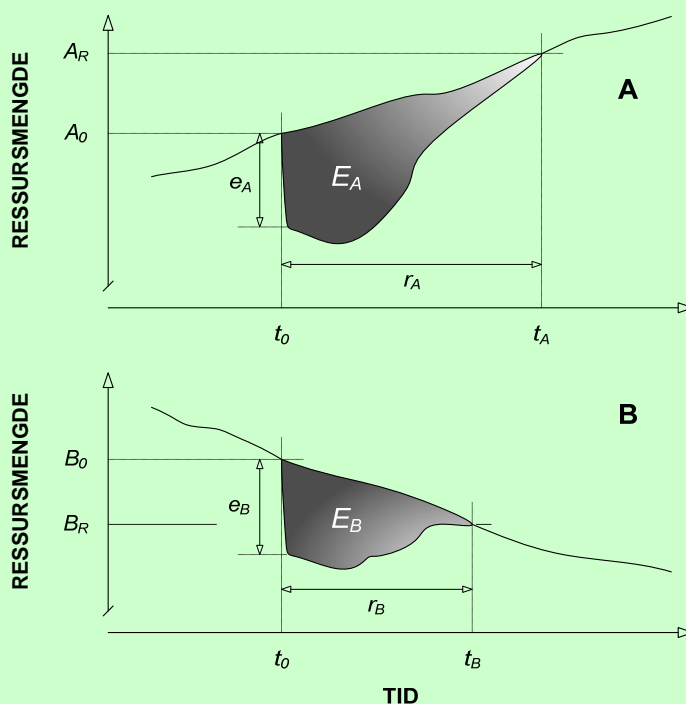 RESSURSMENGDE
A_R
A_0
A
e_A
E_A
r_A
t_0
t_A
RESSURSMENGDE
B_0
B_R
B
e_B
E_B
r_B
t_0
t_B
TID